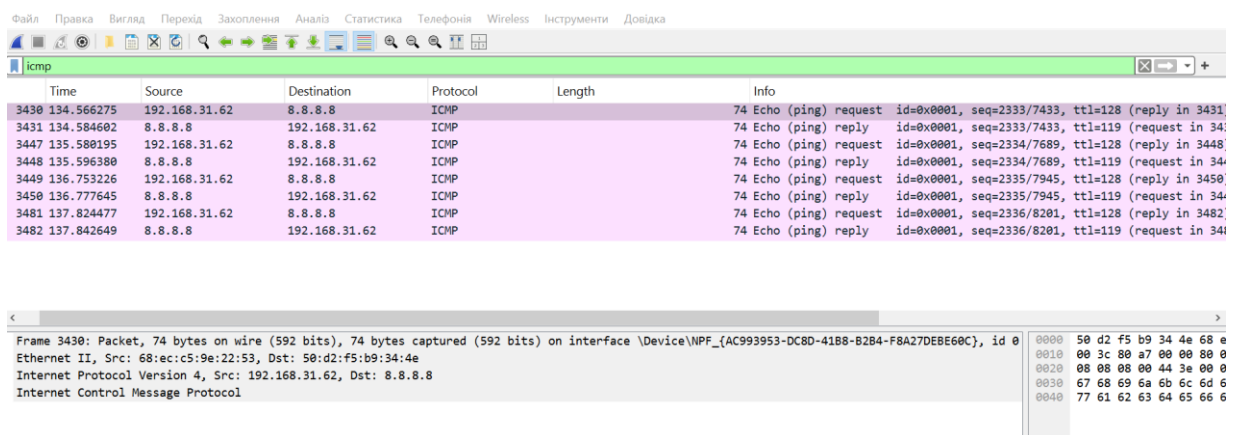 Файл Правка Вигляд Перехід Захоплення Аналіз Статистика Телефонія Wireless Інструменти Довідка
icmp
Time Source Destination Protocol Length Info
3430 134.566275 192.168.31.62 8.8.8.8 ICMP 74 Echo (ping) request id=0x0001, seq=2333/7433, ttl=128 (reply in 3431)
3431 134.584602 8.8.8.8 192.168.31.62 ICMP 74 Echo (ping) reply id=0x0001, seq=2333/7433, ttl=119 (request in 343
3447 135.580195 192.168.31.62 8.8.8.8 ICMP 74 Echo (ping) request id=0x0001, seq=2334/7689, ttl=128 (reply in 3448)
3448 135.596380 8.8.8.8 192.168.31.62 ICMP 74 Echo (ping) reply id=0x0001, seq=2334/7689, ttl=119 (request in 344
3449 136.753226 192.168.31.62 8.8.8.8 ICMP 74 Echo (ping) request id=0x0001, seq=2335/7945, ttl=128 (reply in 3450)
3450 136.777645 8.8.8.8 192.168.31.62 ICMP 74 Echo (ping) reply id=0x0001, seq=2335/7945, ttl=119 (request in 344
3481 137.824477 192.168.31.62 8.8.8.8 ICMP 74 Echo (ping) request id=0x0001, seq=2336/8201, ttl=128 (reply in 3482)
3482 137.842649 8.8.8.8 192.168.31.62 ICMP 74 Echo (ping) reply id=0x0001, seq=2336/8201, ttl=119 (request in 348
Frame 3430: Packet, 74 bytes on wire (592 bits), 74 bytes captured (592 bits) on interface \Device\NPF_{AC993953-DC8D-41B8-B2B4-F8A27DEBE60C}, id 0
Ethernet II, Src: 68:ec:c5:9e:22:53, Dst: 50:d2:f5:b9:34:4e
Internet Protocol Version 4, Src: 192.168.31.62, Dst: 8.8.8.8
Internet Control Message Protocol
0000 50 d2 f5 b9 34 4e 68 e
0010 00 3c 80 a7 00 00 80 0
0020 08 08 08 00 44 3e 00 0
0030 67 68 69 6a 6b 6c 6d 6
0040 77 61 62 63 64 65 66 6